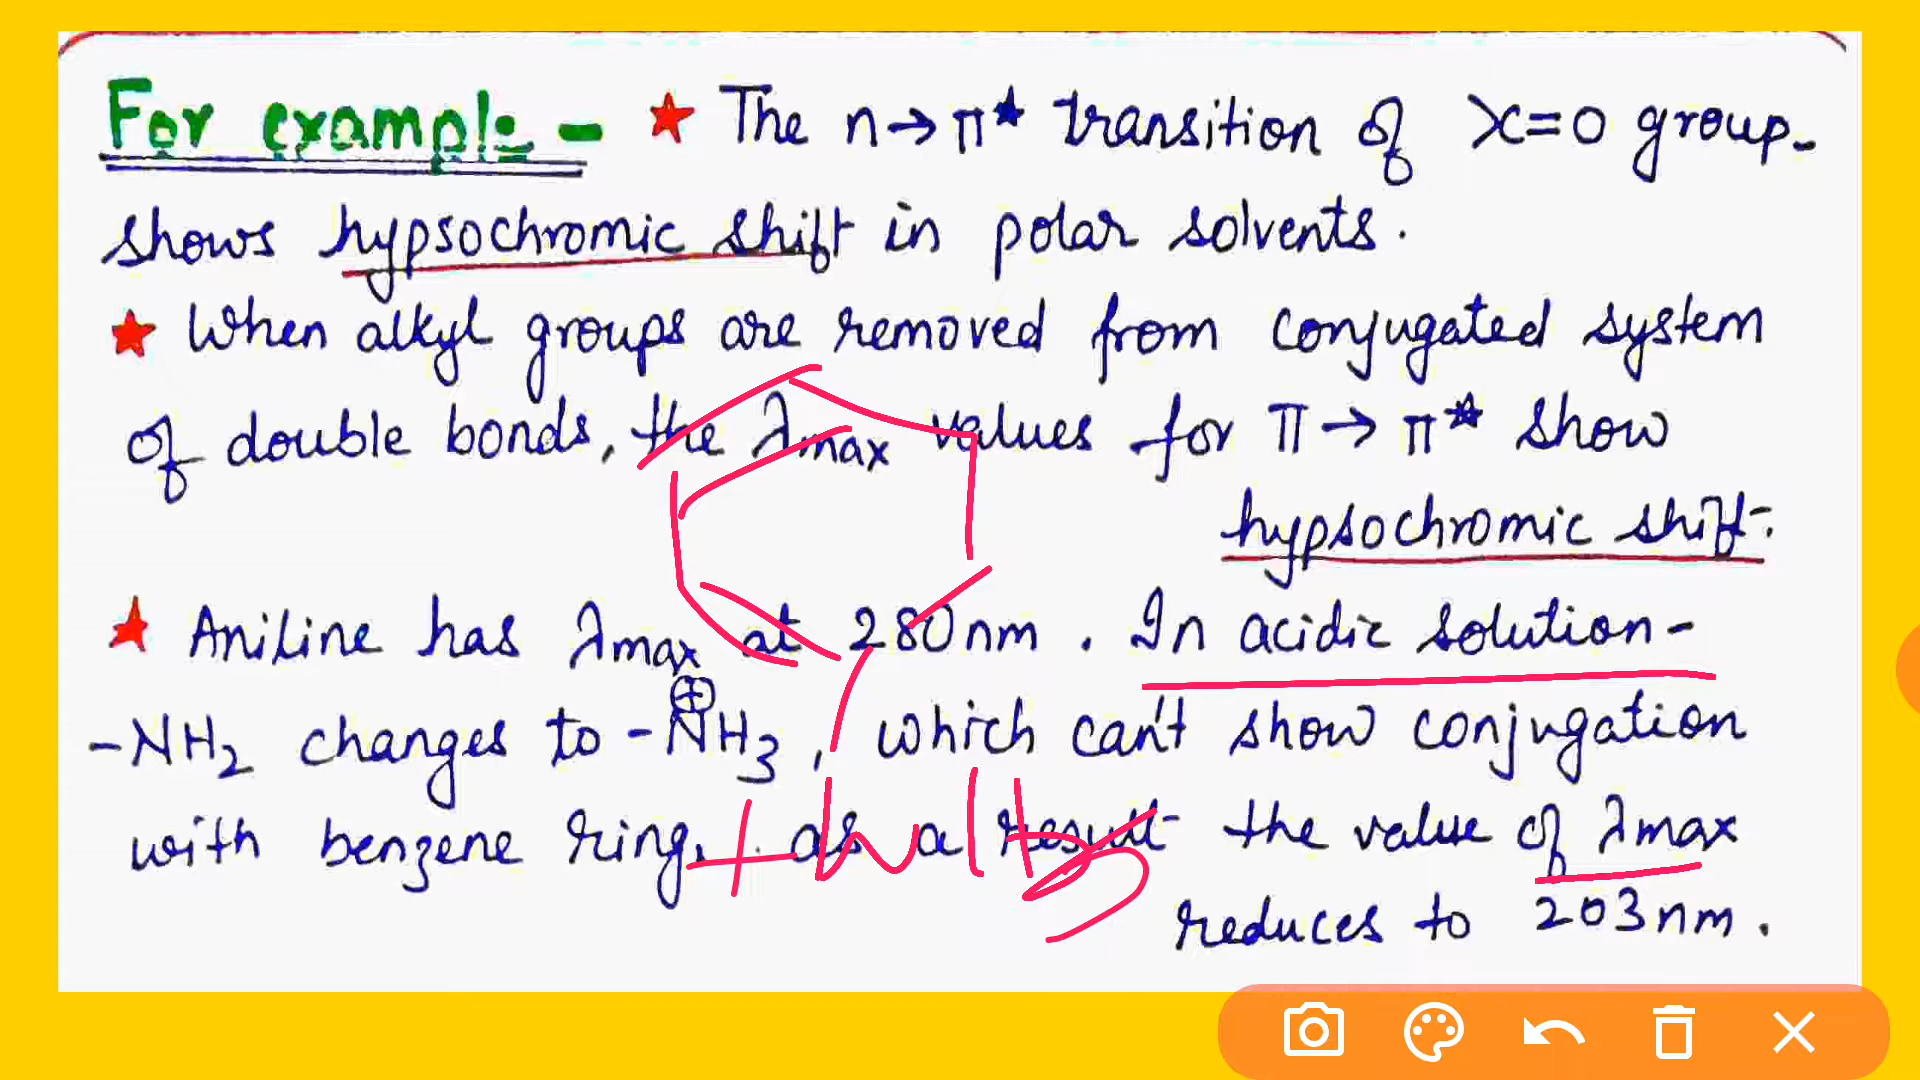 For example - ★ The n→π* transition of >C=O group-
shows hypsochromic shift in polar solvents.
★ When alkyl groups are removed from conjugated system
of double bonds, the λmax values for π→π* show
hypsochromic shift.
★ Aniline has λmax at 280nm. In acidic solution-
-NH2 changes to -N⊕H3, which can't show conjugation
with benzene ring, as a result the value of λmax
reduces to 203nm.